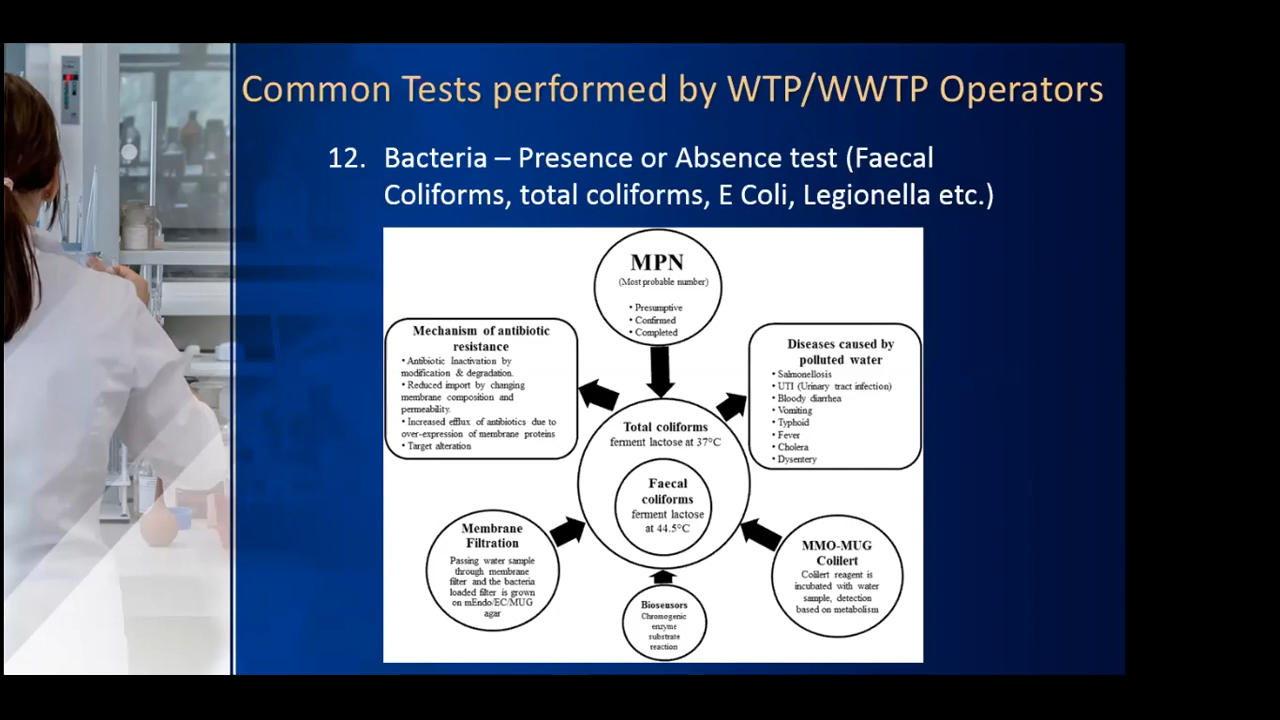 Common Tests performed by WTP/WWTP Operators
12. Bacteria – Presence or Absence test (Faecal
Coliforms, total coliforms, E Coli, Legionella etc.)
MPN
(Most probable number)
• Presumptive
• Confirmed
• Completed
Mechanism of antibiotic
resistance
• Antibiotic Inactivation by
modification & degradation.
• Reduced import by changing
membrane composition and
permeability.
• Increased efflux of antibiotics due to
over-expression of membrane proteins
• Target alteration
Diseases caused by
polluted water
• Salmonellosis
• UTI (Urinary tract infection)
• Bloody diarrhea
• Vomiting
• Typhoid
• Fever
• Cholera
• Dysentery
Total coliforms
ferment lactose at 37°C
Faecal
coliforms
ferment lactose
at 44.5°C
Membrane
Filtration
Passing water sample
through membrane
filter and the bacteria
loaded filter is grown
on mEndo/EC/MUG
agar
Biosensors
Chromogenic
enzyme
substrate
reaction
MMO-MUG
Colilert
Colilert reagent is
incubated with water
sample, detection
based on metabolism